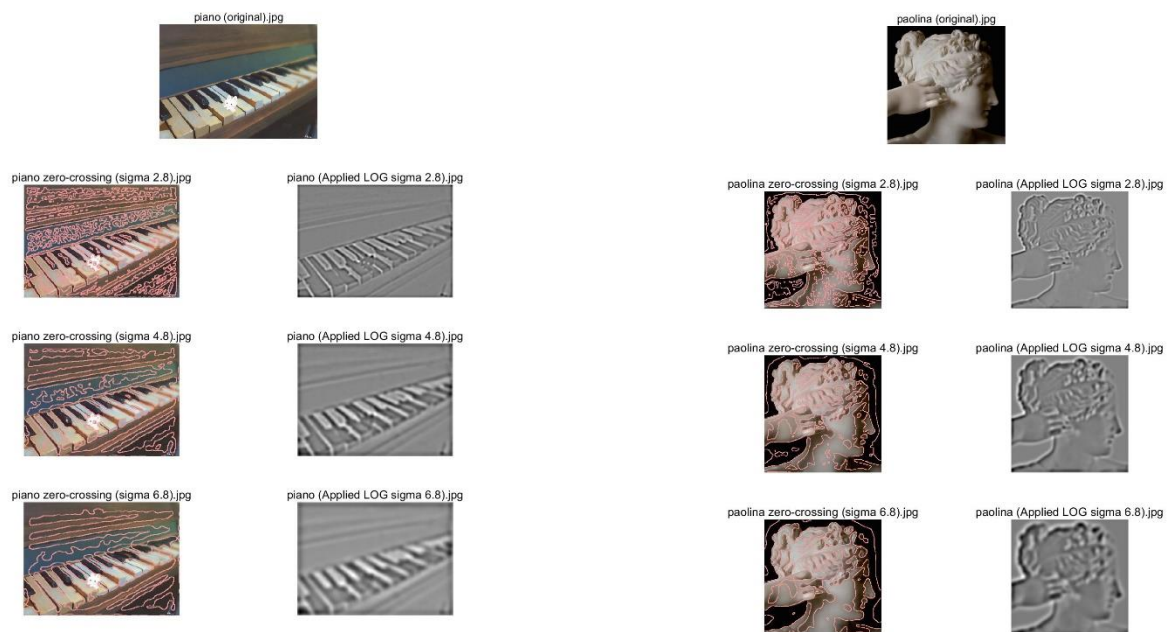 piano (original).jpg
paolina (original).jpg
piano zero-crossing (sigma 2.8).jpg
piano (Applied LOG sigma 2.8).jpg
paolina zero-crossing (sigma 2.8).jpg
paolina (Applied LOG sigma 2.8).jpg
piano zero-crossing (sigma 4.8).jpg
piano (Applied LOG sigma 4.8).jpg
paolina zero-crossing (sigma 4.8).jpg
paolina (Applied LOG sigma 4.8).jpg
piano zero-crossing (sigma 6.8).jpg
piano (Applied LOG sigma 6.8).jpg
paolina zero-crossing (sigma 6.8).jpg
paolina (Applied LOG sigma 6.8).jpg